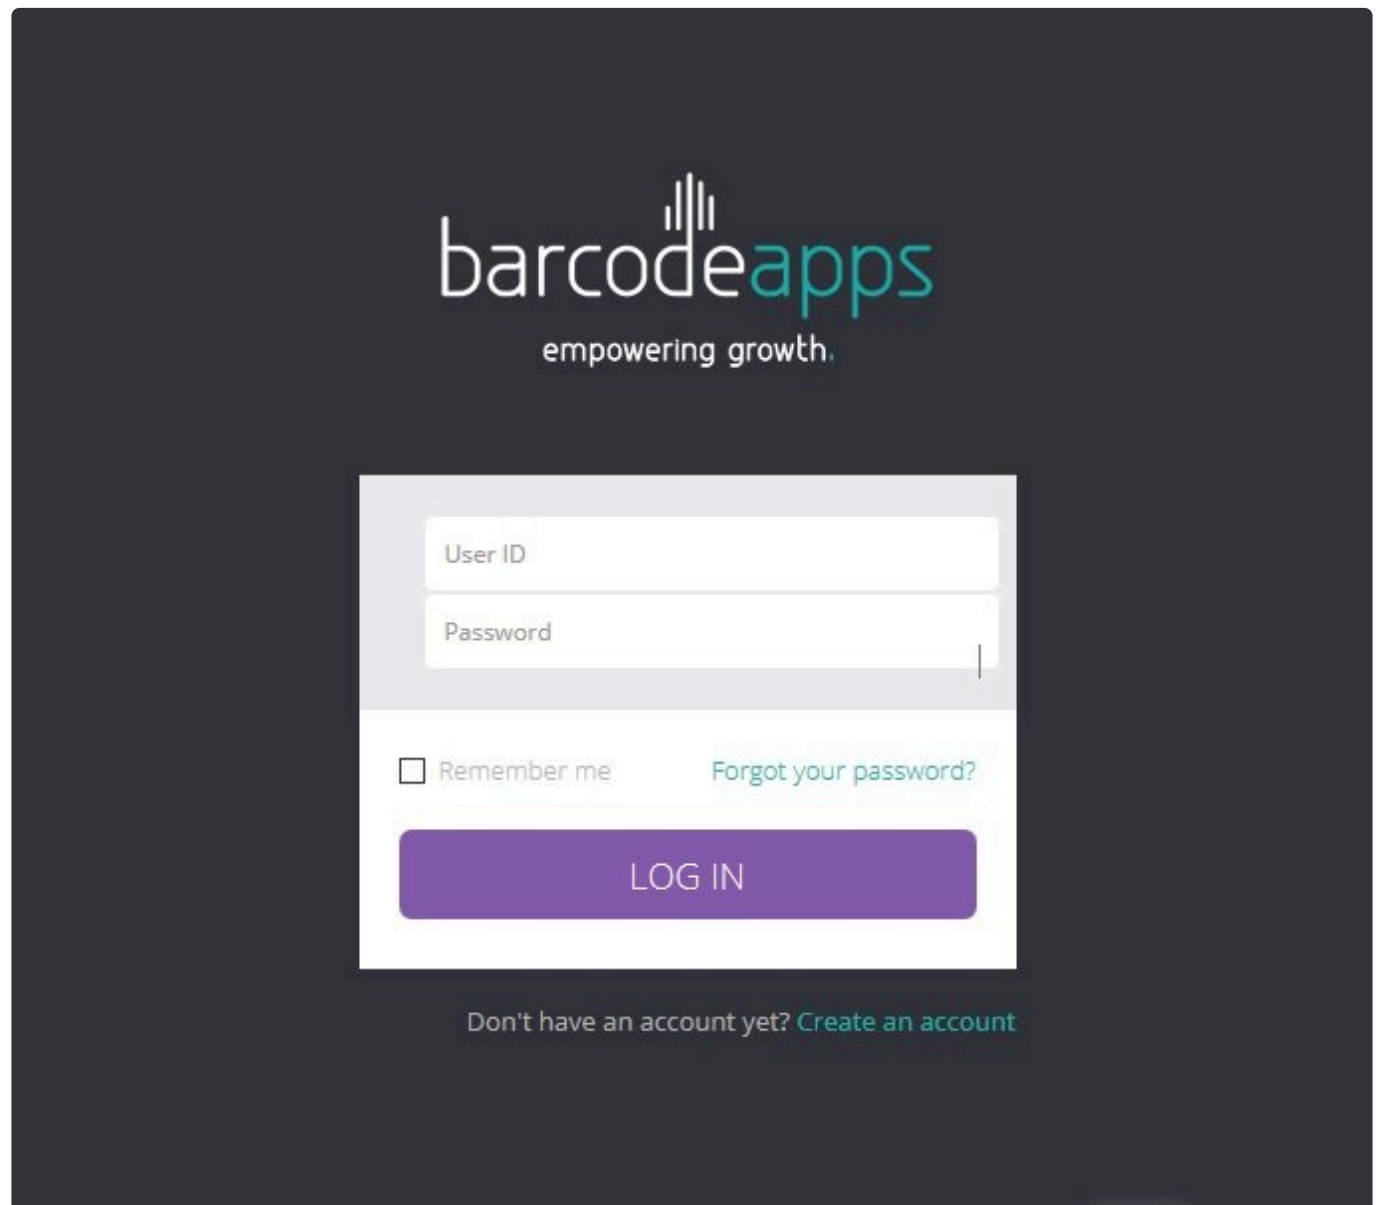 barcodeapps
empowering growth.
User ID
Password
Remember me Forgot your password?
LOG IN
Don't have an account yet? Create an account